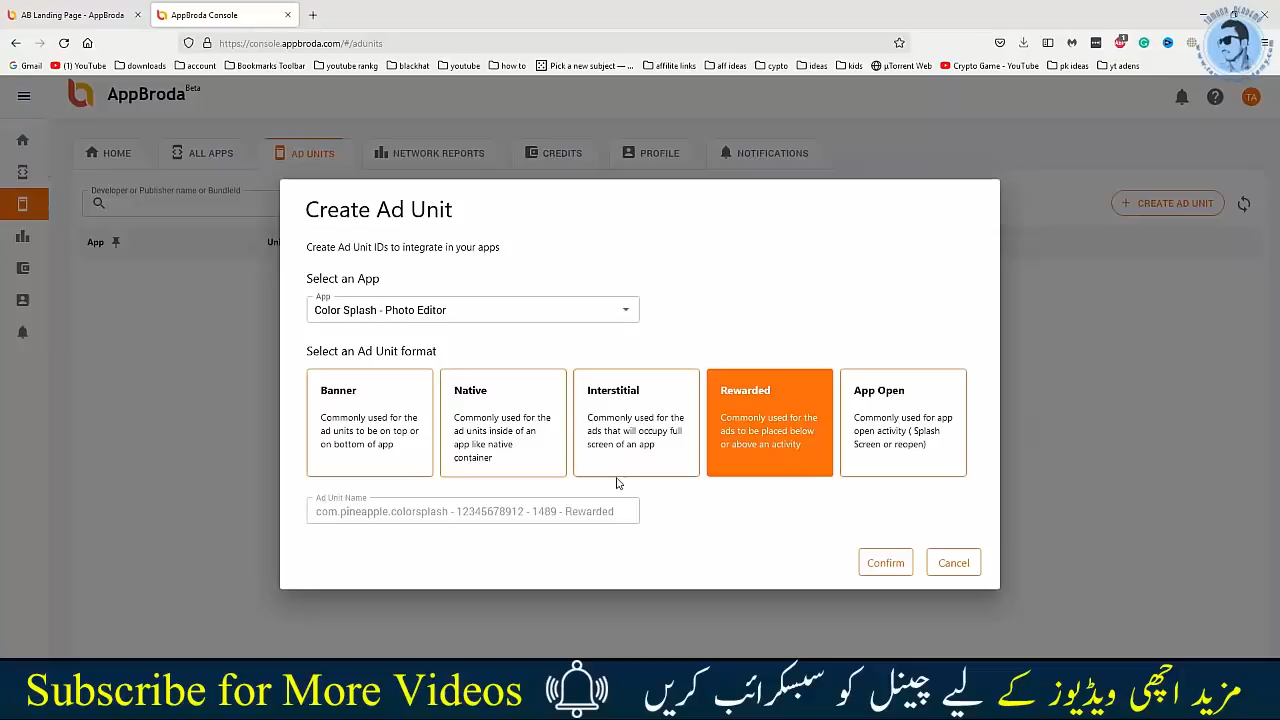 AB Landing Page - AppBroda
AppBroda Console
https://console.appbroda.com/#/adunits
Gmail
(1) YouTube
downloads
account
Bookmarks Toolbar
youtube rankg
blackhat
youtube
how to
Pick a new subject — ...
affilite links
aff ideas
cypto
ideas
kids
µTorrent Web
Crypto Game - YouTube
pk ideas
yt adens
AppBroda Beta
TA
HOME
ALL APPS
AD UNITS
NETWORK REPORTS
CREDITS
PROFILE
NOTIFICATIONS
Developer or Publisher name or BundleId
CREATE AD UNIT
App
Create Ad Unit
Create Ad Unit IDs to integrate in your apps
Select an App
App
Color Splash - Photo Editor
Select an Ad Unit format
Banner
Commonly used for the
ad units to be on top or
on bottom of app
Native
Commonly used for the
ad units inside of an
app like native
container
Interstitial
Commonly used for the
ads that will occupy full
screen of an app
Rewarded
Commonly used for the
ads to be placed below
or above an activity
App Open
Commonly used for app
open activity ( Splash
Screen or reopen)
Ad Unit Name
com.pineapple.colorsplash - 12345678912 - 1489 - Rewarded
Confirm
Cancel
Subscribe for More Videos
مزید اچھی ویڈیوز کے لیے چینل کو سبسکرائب کریں